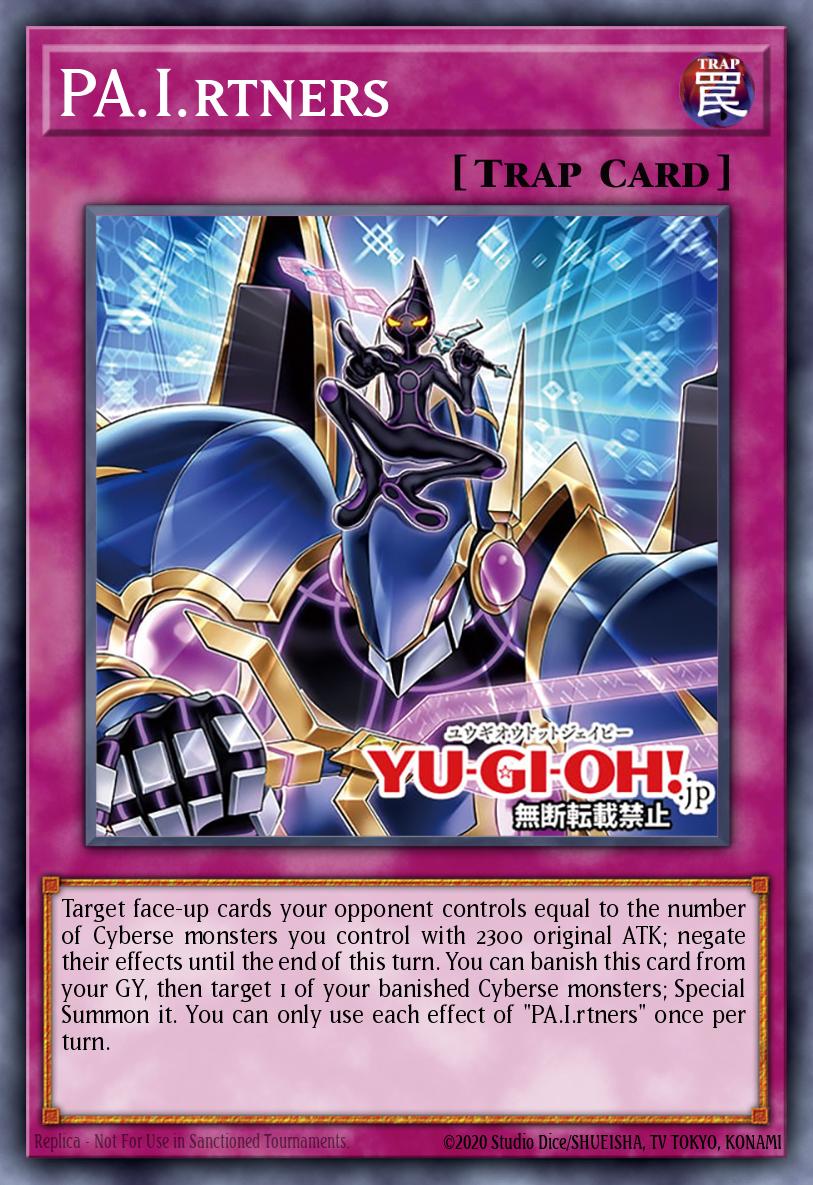 PA.I.RTNERS
TRAP
罠
[TRAP CARD]
ユウギオウドットジェイピー
YU-GI-OH!.jp
無断転載禁止
Target face-up cards your opponent controls equal to the number
of Cyberse monsters you control with 2300 original ATK; negate
their effects until the end of this turn. You can banish this card from
your GY, then target 1 of your banished Cyberse monsters; Special
Summon it. You can only use each effect of "PA.I.rtners" once per
turn.
Replica - Not For Use in Sanctioned Tournaments.
©2020 Studio Dice/SHUEISHA, TV TOKYO, KONAMI